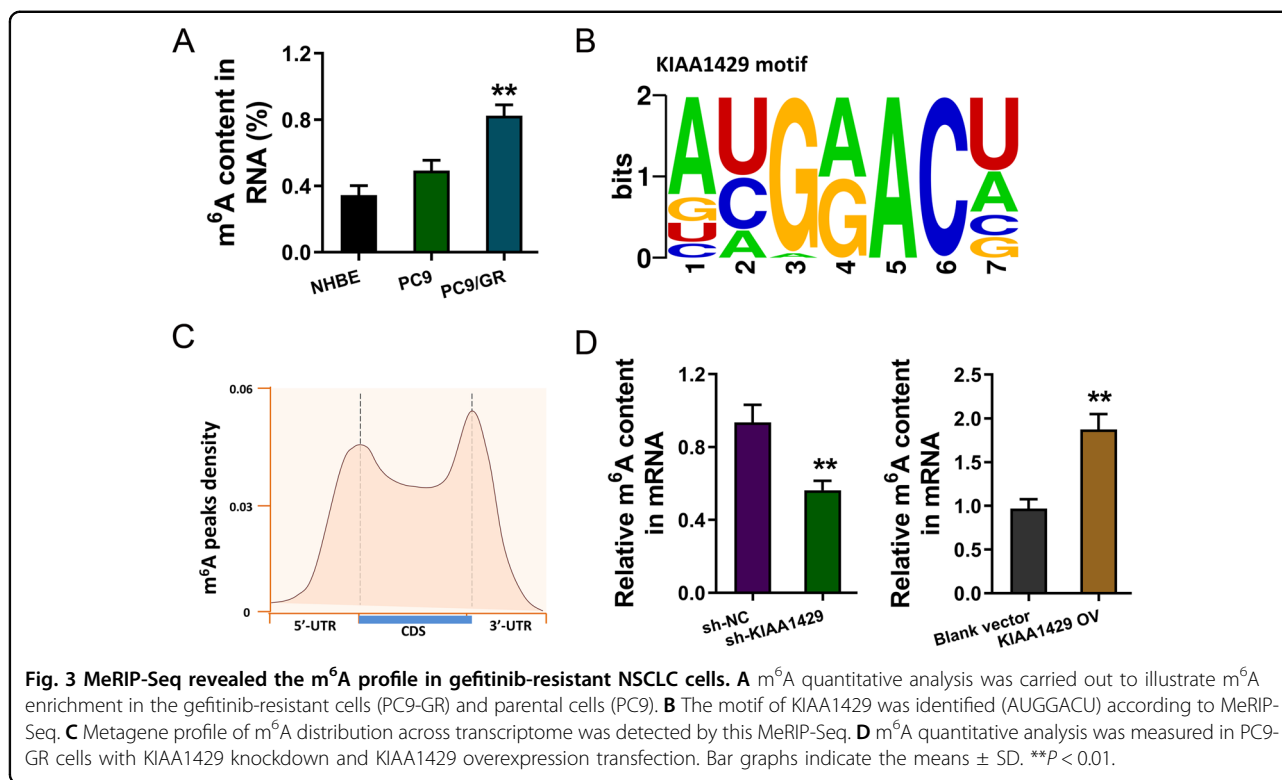 A
m⁶A content in
RNA (%)
1.2
0.8
0.4
0.0
**
NHBE
PC9
PC9/GR
B
KIAA1429 motif
bits
2
1
0
A
G
U
C
U
C
A
G
A
A
G
A
C
U
A
C
G
1 2 3 4 5 6 7
C
m⁶A peaks density
0.06
0.03
0
5′-UTR
CDS
3′-UTR
D
Relative m⁶A content
in mRNA
1.2
0.8
0.4
0.0
**
sh-NC
sh-KIAA1429
Relative m⁶A content
in mRNA
2.5
2.0
1.5
1.0
0.5
0.0
**
Blank vector
KIAA1429 OV
Fig. 3 MeRIP-Seq revealed the m⁶A profile in gefitinib-resistant NSCLC cells. A m⁶A quantitative analysis was carried out to illustrate m⁶A
enrichment in the gefitinib-resistant cells (PC9-GR) and parental cells (PC9). B The motif of KIAA1429 was identified (AUGGACU) according to MeRIP-
Seq. C Metagene profile of m⁶A distribution across transcriptome was detected by this MeRIP-Seq. D m⁶A quantitative analysis was measured in PC9-
GR cells with KIAA1429 knockdown and KIAA1429 overexpression transfection. Bar graphs indicate the means ± SD. **P < 0.01.